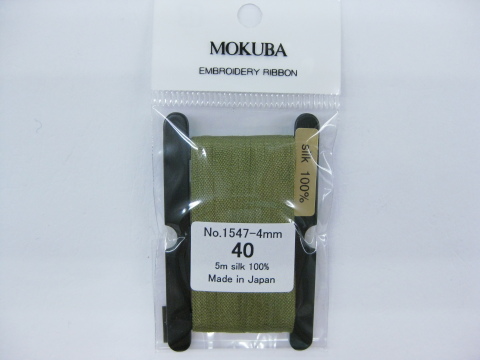 MOKUBA
EMBROIDERY RIBBON
silk 100%
No.1547-4mm
40
5m silk 100%
Made in Japan